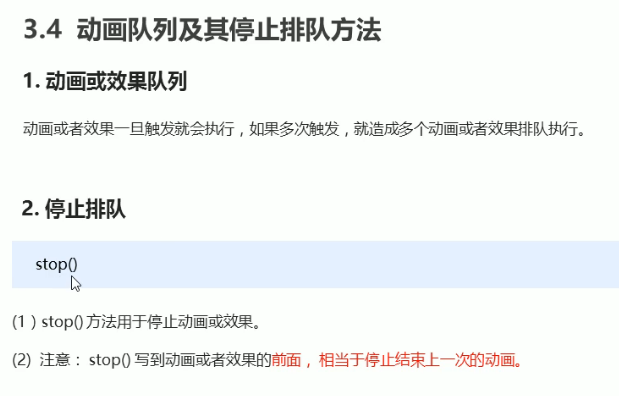 3.4 动画队列及其停止排队方法
1. 动画或效果队列
动画或者效果一旦触发就会执行，如果多次触发，就造成多个动画或者效果排队执行。
2. 停止排队
stop()
(1 ) stop() 方法用于停止动画或效果。
(2) 注意： stop() 写到动画或者效果的前面， 相当于停止结束上一次的动画。